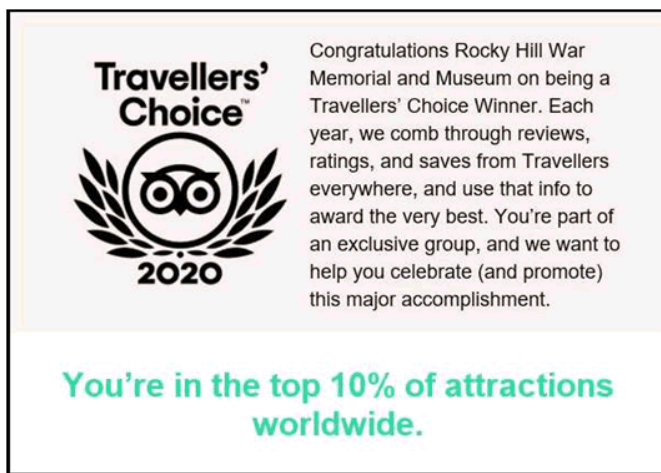 Travellers'
Choice™
2020
Congratulations Rocky Hill War
Memorial and Museum on being a
Travellers' Choice Winner. Each
year, we comb through reviews,
ratings, and saves from Travellers
everywhere, and use that info to
award the very best. You're part of
an exclusive group, and we want to
help you celebrate (and promote)
this major accomplishment.
You're in the top 10% of attractions
worldwide.